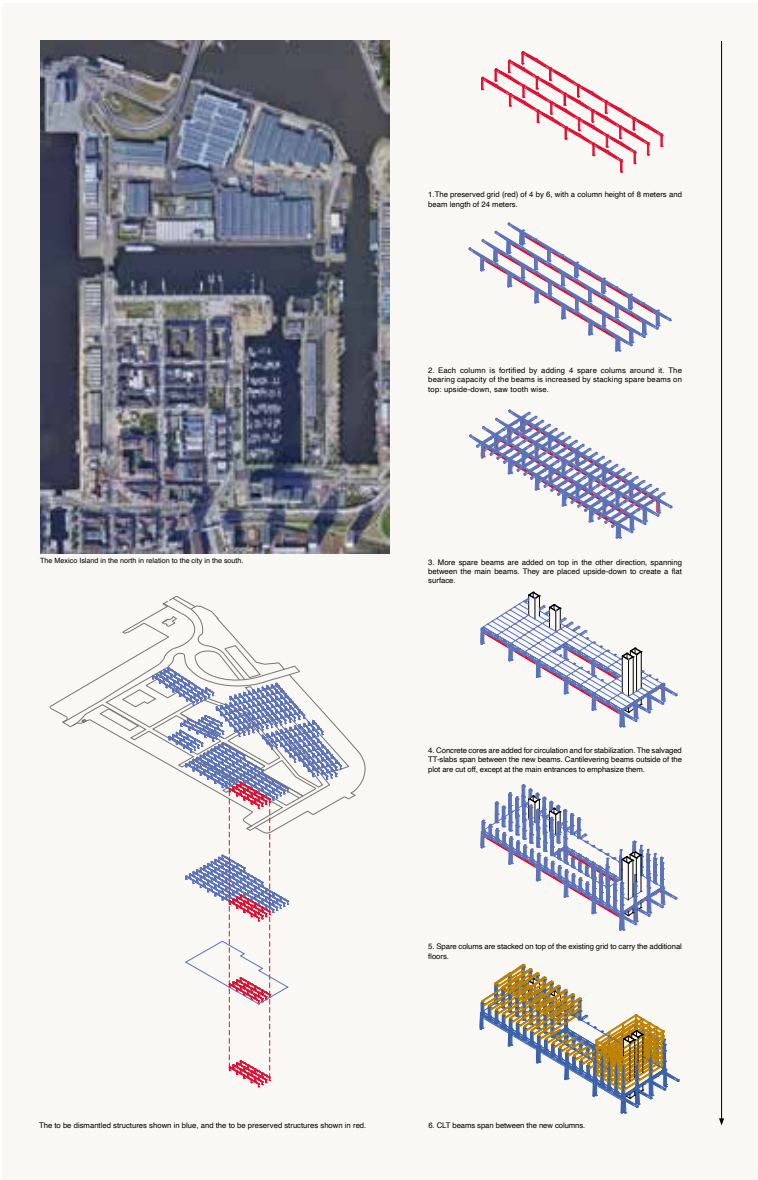 The Mexico Island in the north in relation to the city in the south.
The to be dismantled structures shown in blue, and the to be preserved structures shown in red.
1.The preserved grid (red) of 4 by 6, with a column height of 8 meters and
beam length of 24 meters.
2. Each column is fortified by adding 4 spare colums around it. The
bearing capacity of the beams is increased by stacking spare beams on
top: upside-down, saw tooth wise.
3. More spare beams are added on top in the other direction, spanning
between the main beams. They are placed upside-down to create a flat
surface.
4. Concrete cores are added for circulation and for stabilization. The salvaged
TT-slabs span between the new beams. Cantilevering beams outside of the
plot are cut off, except at the main entrances to emphasize them.
5. Spare colums are stacked on top of the existing grid to carry the additional
floors.
6. CLT beams span between the new columns.